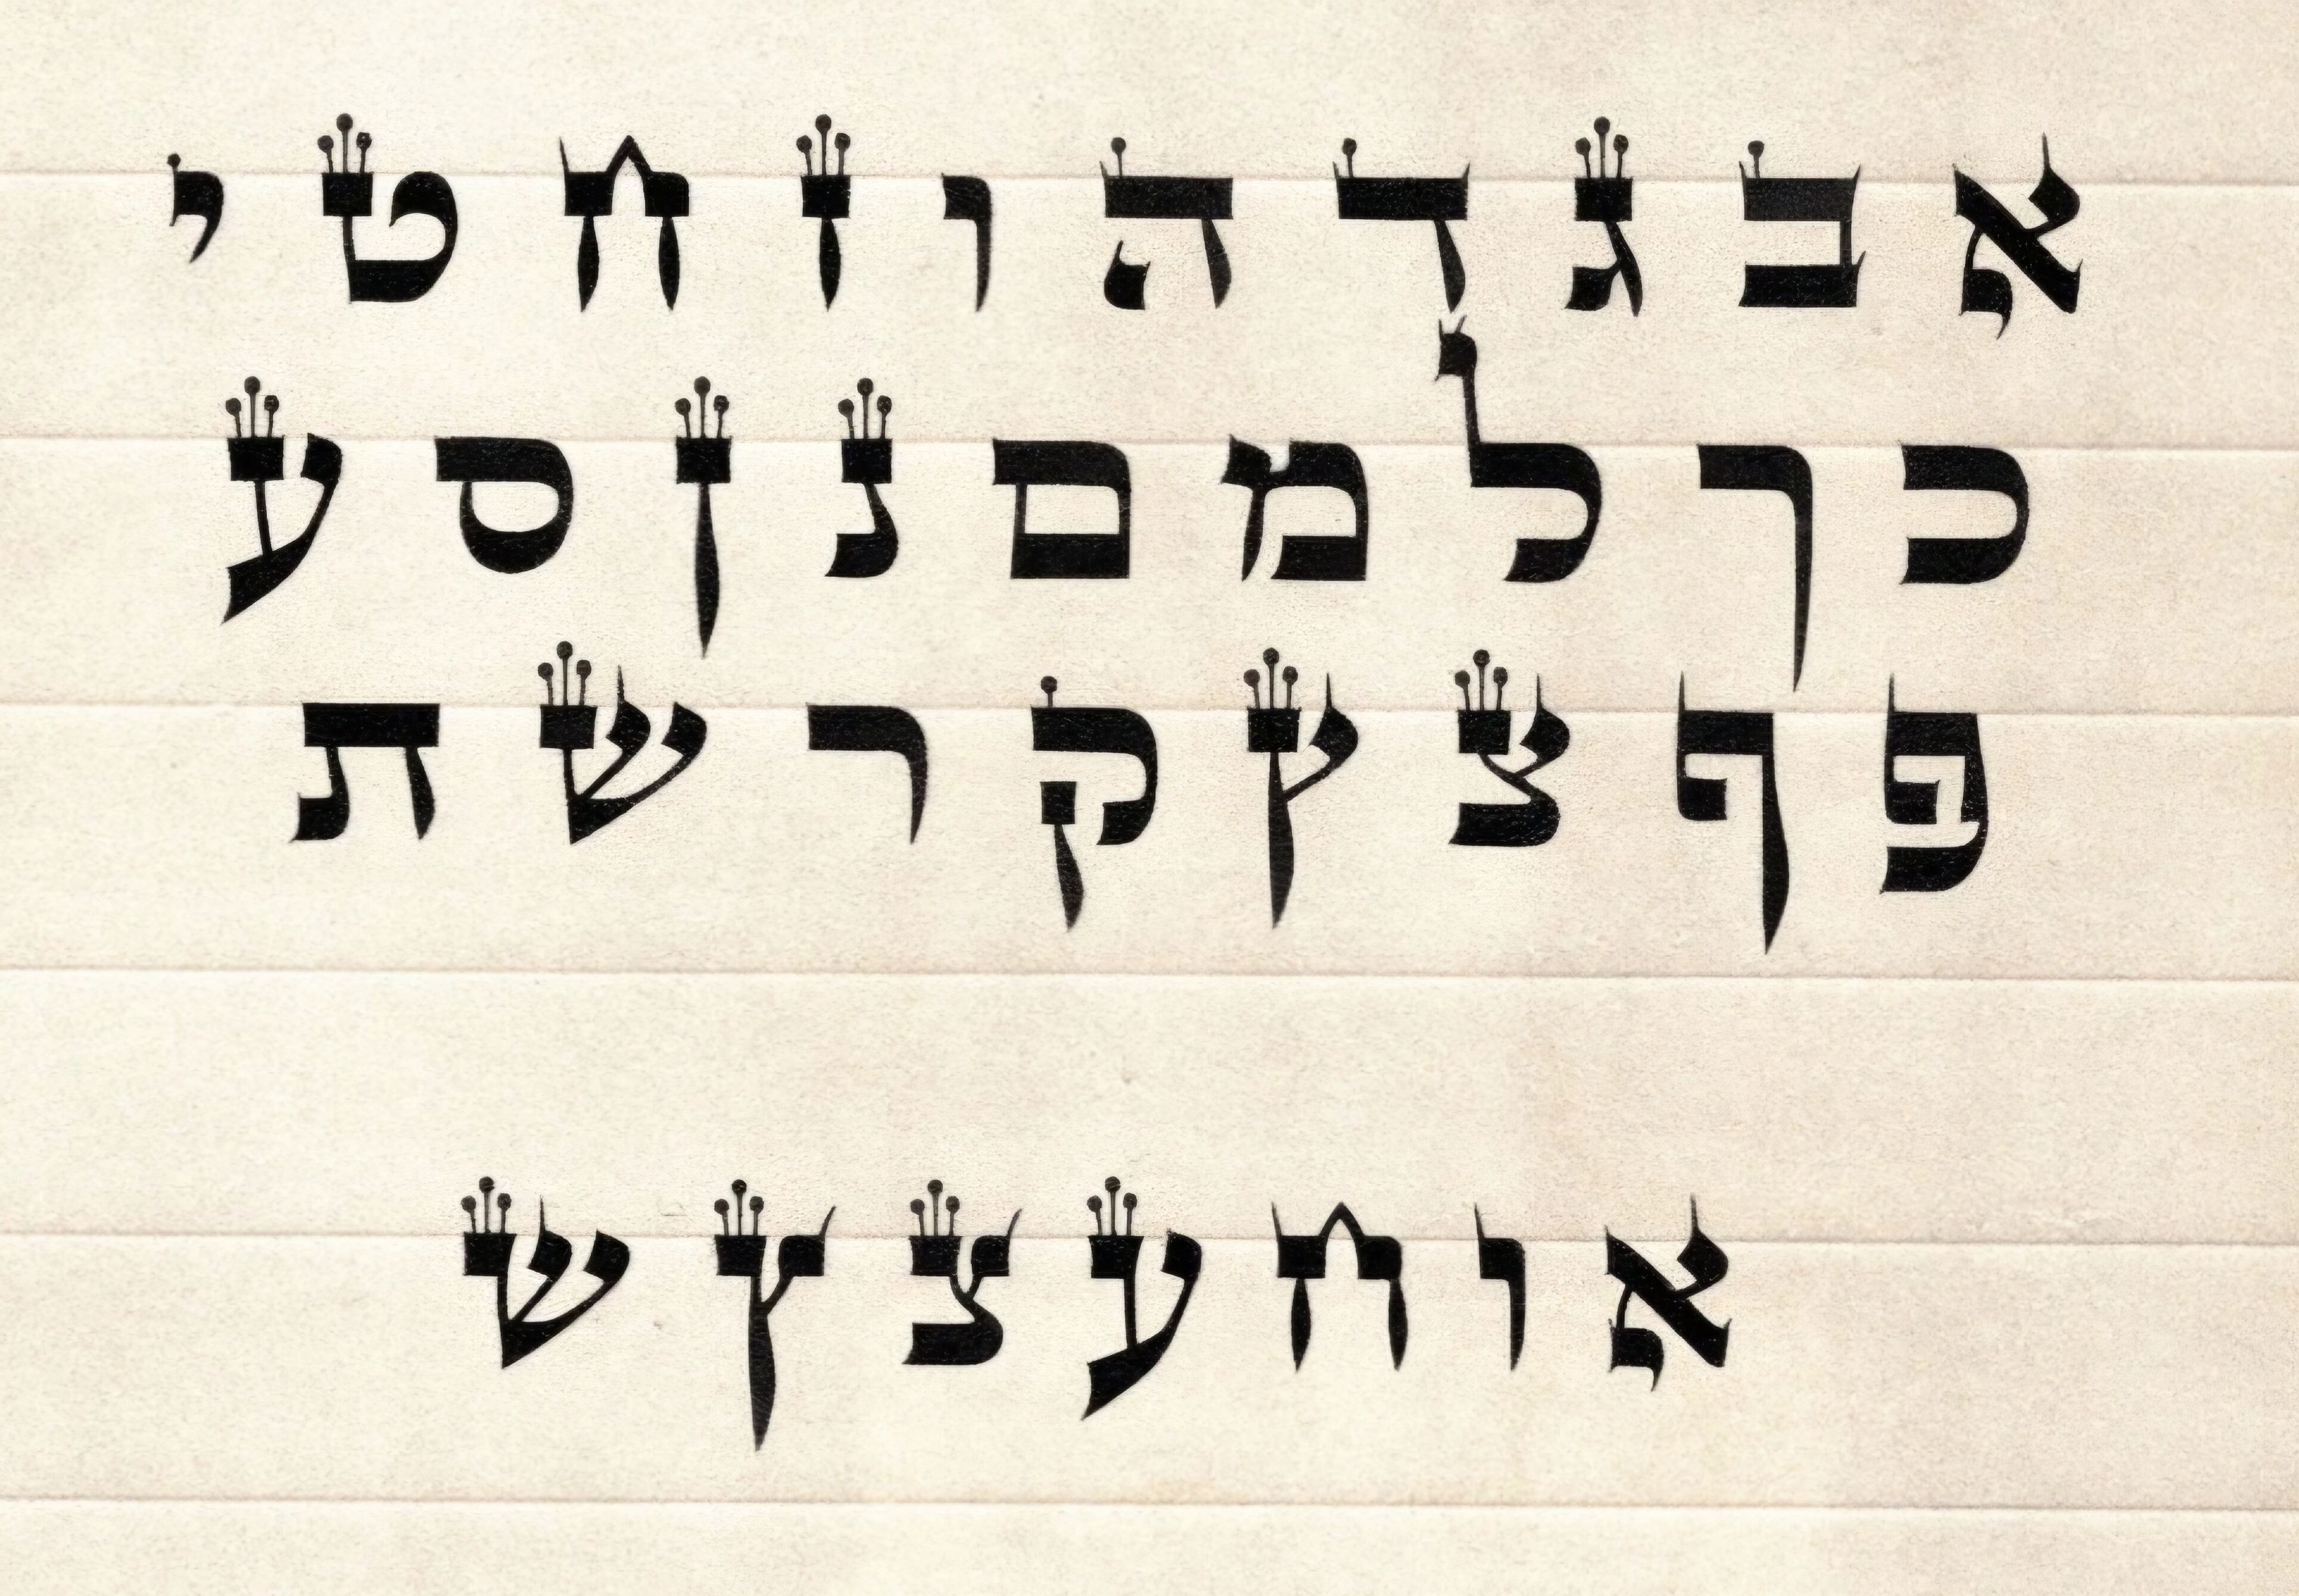 א ב ג ד ה ו ז ח ט י
כ ך ל מ ם נ ן ס ע
פ ף צ ץ ק ר ש ת
א ו ח ע צ ץ ש